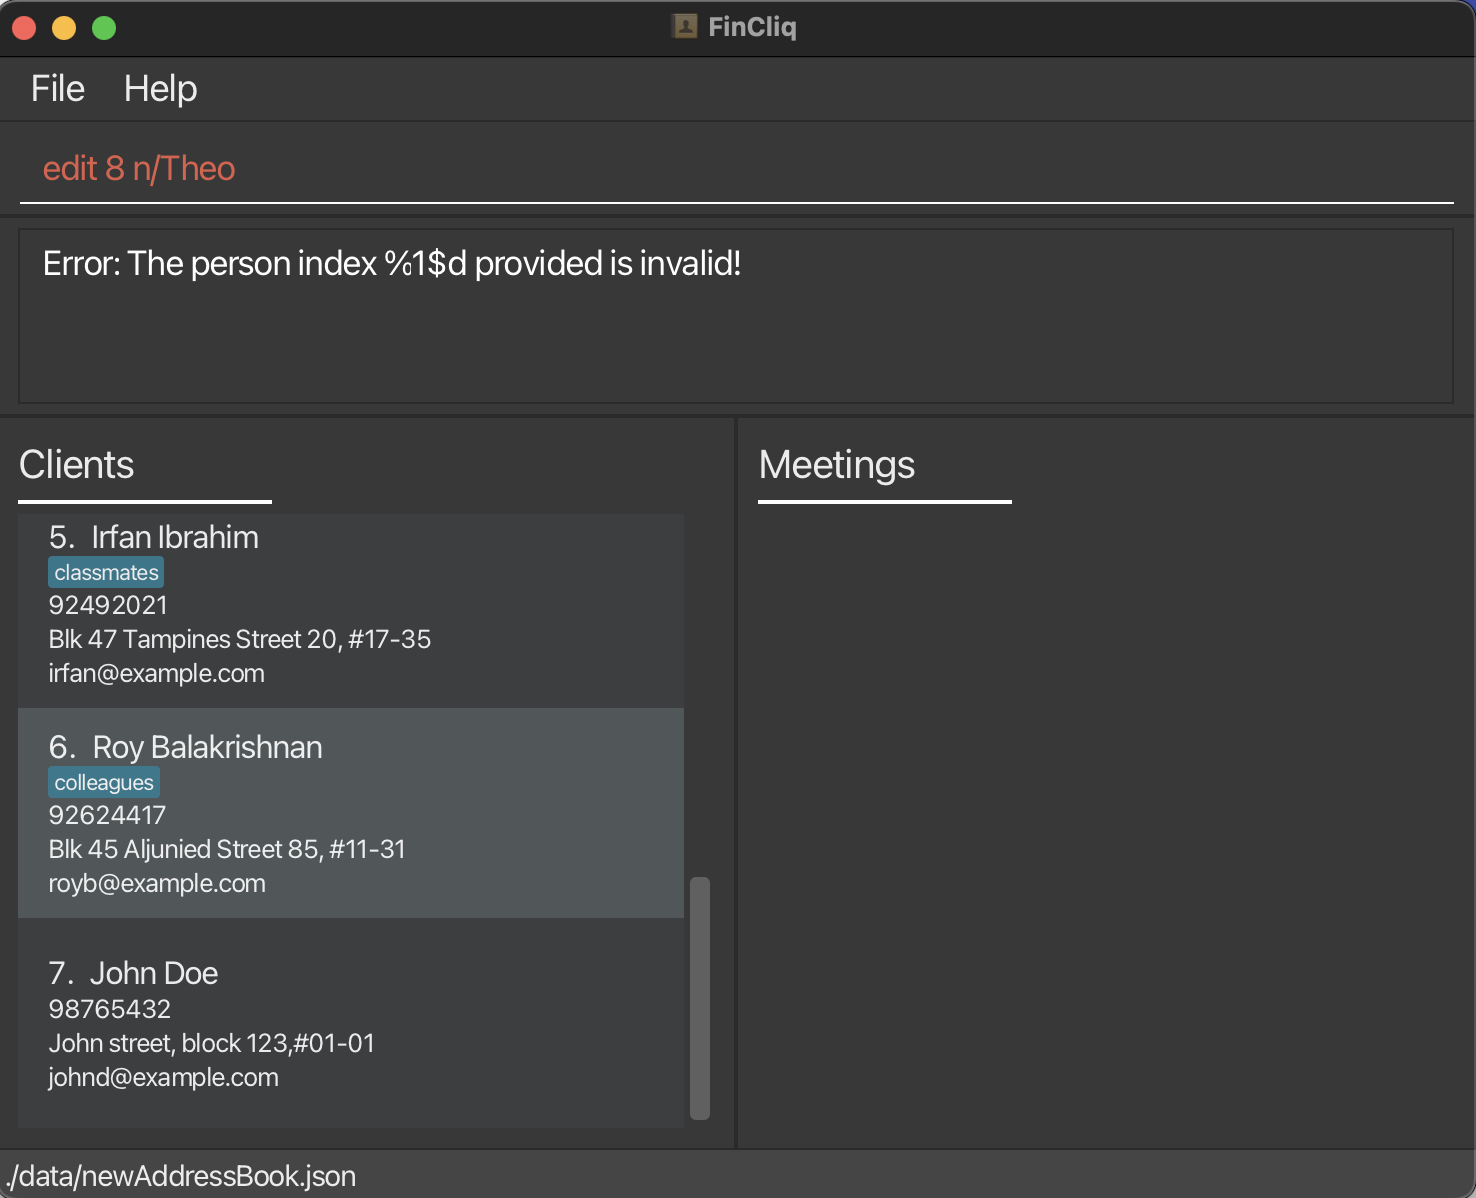 FinCliq
File Help
edit 8 n/Theo
Error: The person index %1$d provided is invalid!
Clients
5. Irfan Ibrahim
classmates
92492021
Blk 47 Tampines Street 20, #17-35
irfan@example.com
6. Roy Balakrishnan
colleagues
92624417
Blk 45 Aljunied Street 85, #11-31
royb@example.com
7. John Doe
98765432
John street, block 123,#01-01
johnd@example.com
Meetings
./data/newAddressBook.json